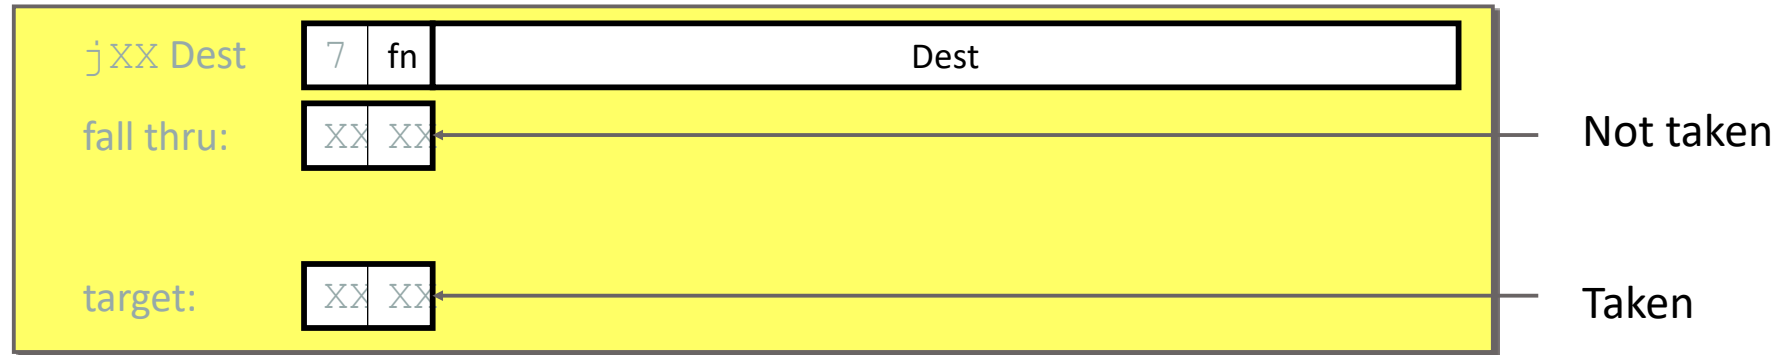 jXX Dest 7 fn Dest
fall thru: XX XX Not taken
target: XX XX Taken